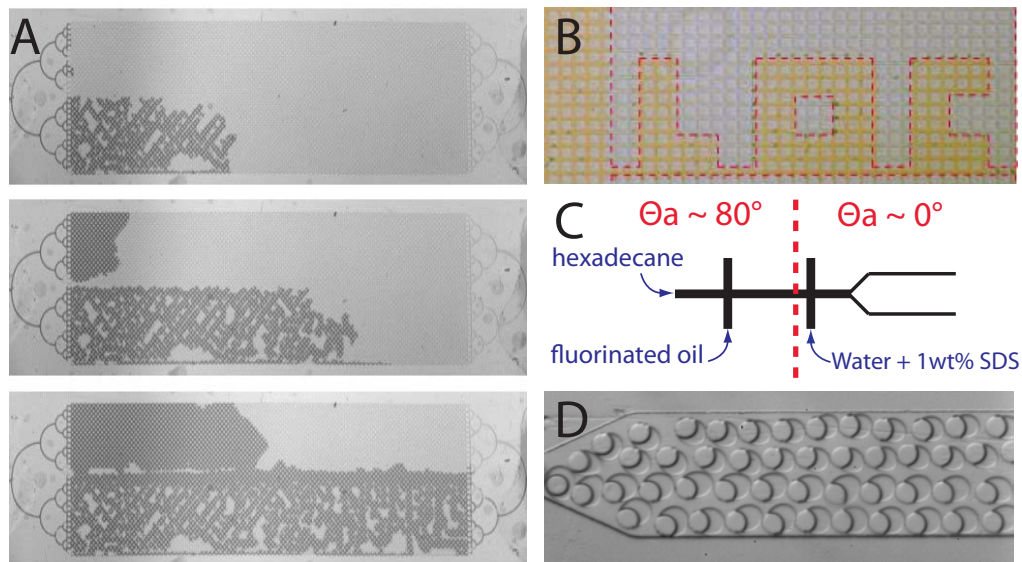 A
B
C
Θa ~ 80°
Θa ~ 0°
hexadecane
fluorinated oil
Water + 1wt% SDS
D